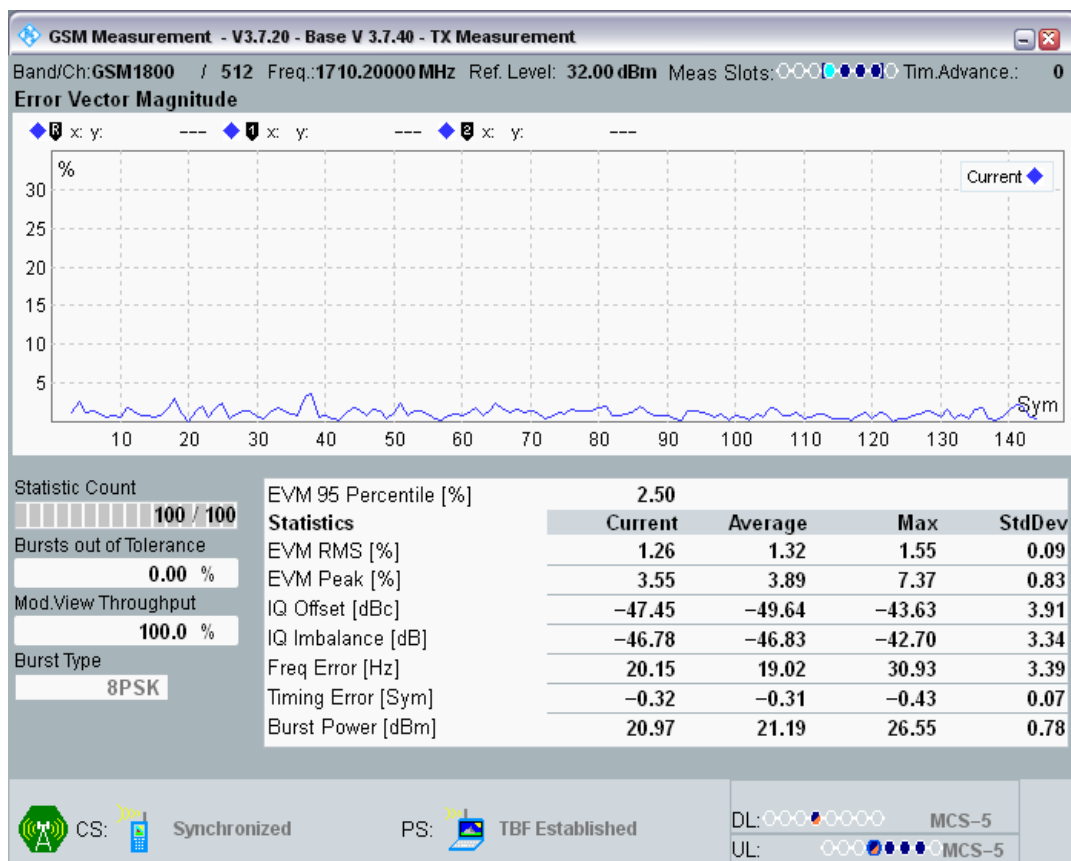 GSM Measurement - V3.7.20 - Base V 3.7.40 - TX Measurement
Band/Ch:GSM1800 / 512 Freq.:1710.20000 MHz Ref. Level: 32.00 dBm Meas Slots: Tim.Advance.: 0
Error Vector Magnitude
R x: y: --- 1 x: y: --- 2 x: y: ---
%
Current
30
25
20
15
10
5
Sym
10 20 30 40 50 60 70 80 90 100 110 120 130 140
Statistic Count
100 / 100
Bursts out of Tolerance
0.00 %
Mod.View Throughput
100.0 %
Burst Type
8PSK
EVM 95 Percentile [%] 2.50
Statistics Current Average Max StdDev
EVM RMS [%] 1.26 1.32 1.55 0.09
EVM Peak [%] 3.55 3.89 7.37 0.83
IQ Offset [dBc] −47.45 −49.64 −43.63 3.91
IQ Imbalance [dB] −46.78 −46.83 −42.70 3.34
Freq Error [Hz] 20.15 19.02 30.93 3.39
Timing Error [Sym] −0.32 −0.31 −0.43 0.07
Burst Power [dBm] 20.97 21.19 26.55 0.78
CS: Synchronized PS: TBF Established
DL: MCS−5
UL: MCS−5